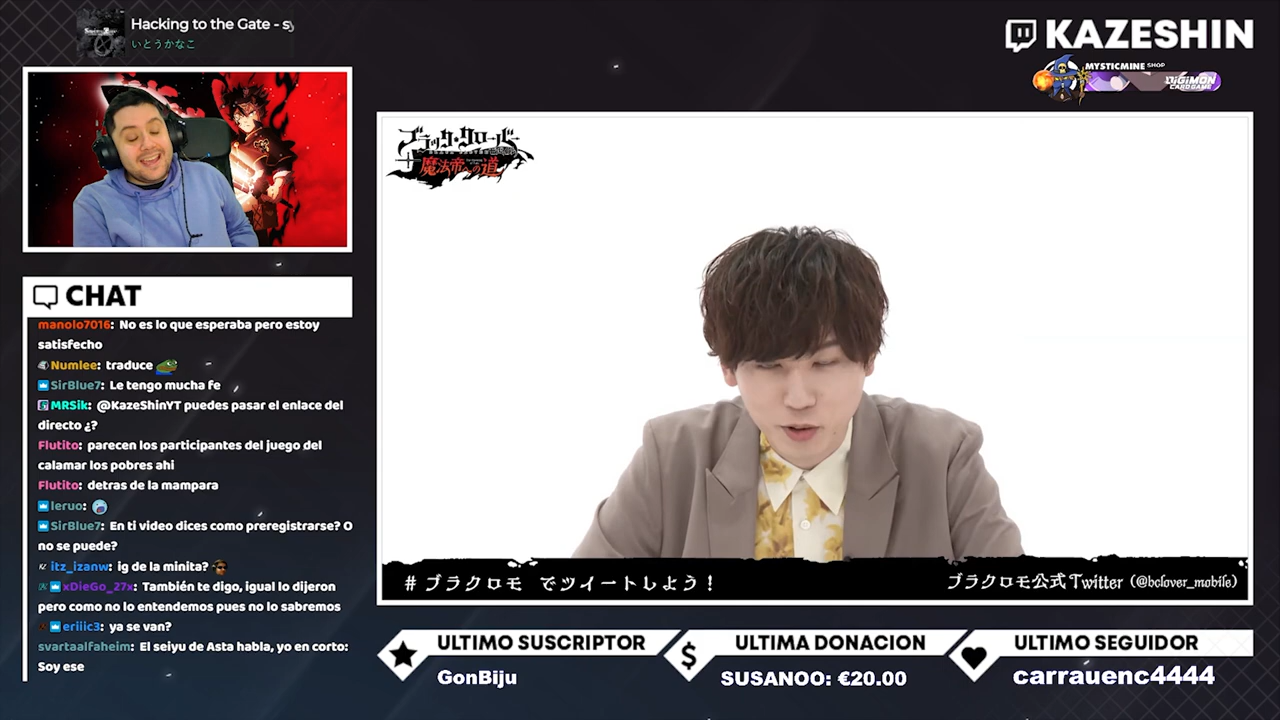 Hacking to the Gate - sy
いとうかなこ
KAZESHIN
MYSTICMINE SHOP
DIGIMON
CARD GAME
ブラック・クローバー
魔法帝への道
CHAT
manolo7016: No es lo que esperaba pero estoy
satisfecho
Numlee: traduce
SirBlue7: Le tengo mucha fe
MRSik: @KazeShinYT puedes pasar el enlace del
directo ¿?
Flutito: parecen los participantes del juego del
calamar los pobres ahi
Flutito: detras de la mampara
leruo:
SirBlue7: En ti video dices como preregistrarse? O
no se puede?
itz_izanw: ig de la minita?
xDieGo_27x: También te digo, igual lo dijeron
pero como no lo entendemos pues no lo sabremos
eriiic3: ya se van?
svartaalfaheim: El seiyu de Asta habla, yo en corto:
Soy ese
#ブラクロモ でツイートしよう！
ブラクロモ公式Twitter (@bclover_mobile)
ULTIMO SUSCRIPTOR
GonBiju
ULTIMA DONACION
SUSANOO: €20.00
ULTIMO SEGUIDOR
carrauenc4444